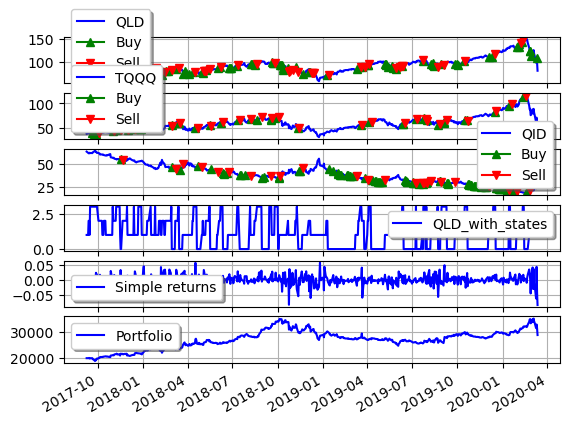 QLD
Buy
Sell
150
100
TQQQ
Buy
Sell
100
50
QID
Buy
Sell
50
25
QLD_with_states
2.5
0.0
Simple returns
0.05
0.00
−0.05
Portfolio
30000
20000
2017-10
2018-01
2018-04
2018-07
2018-10
2019-01
2019-04
2019-07
2019-10
2020-01
2020-04